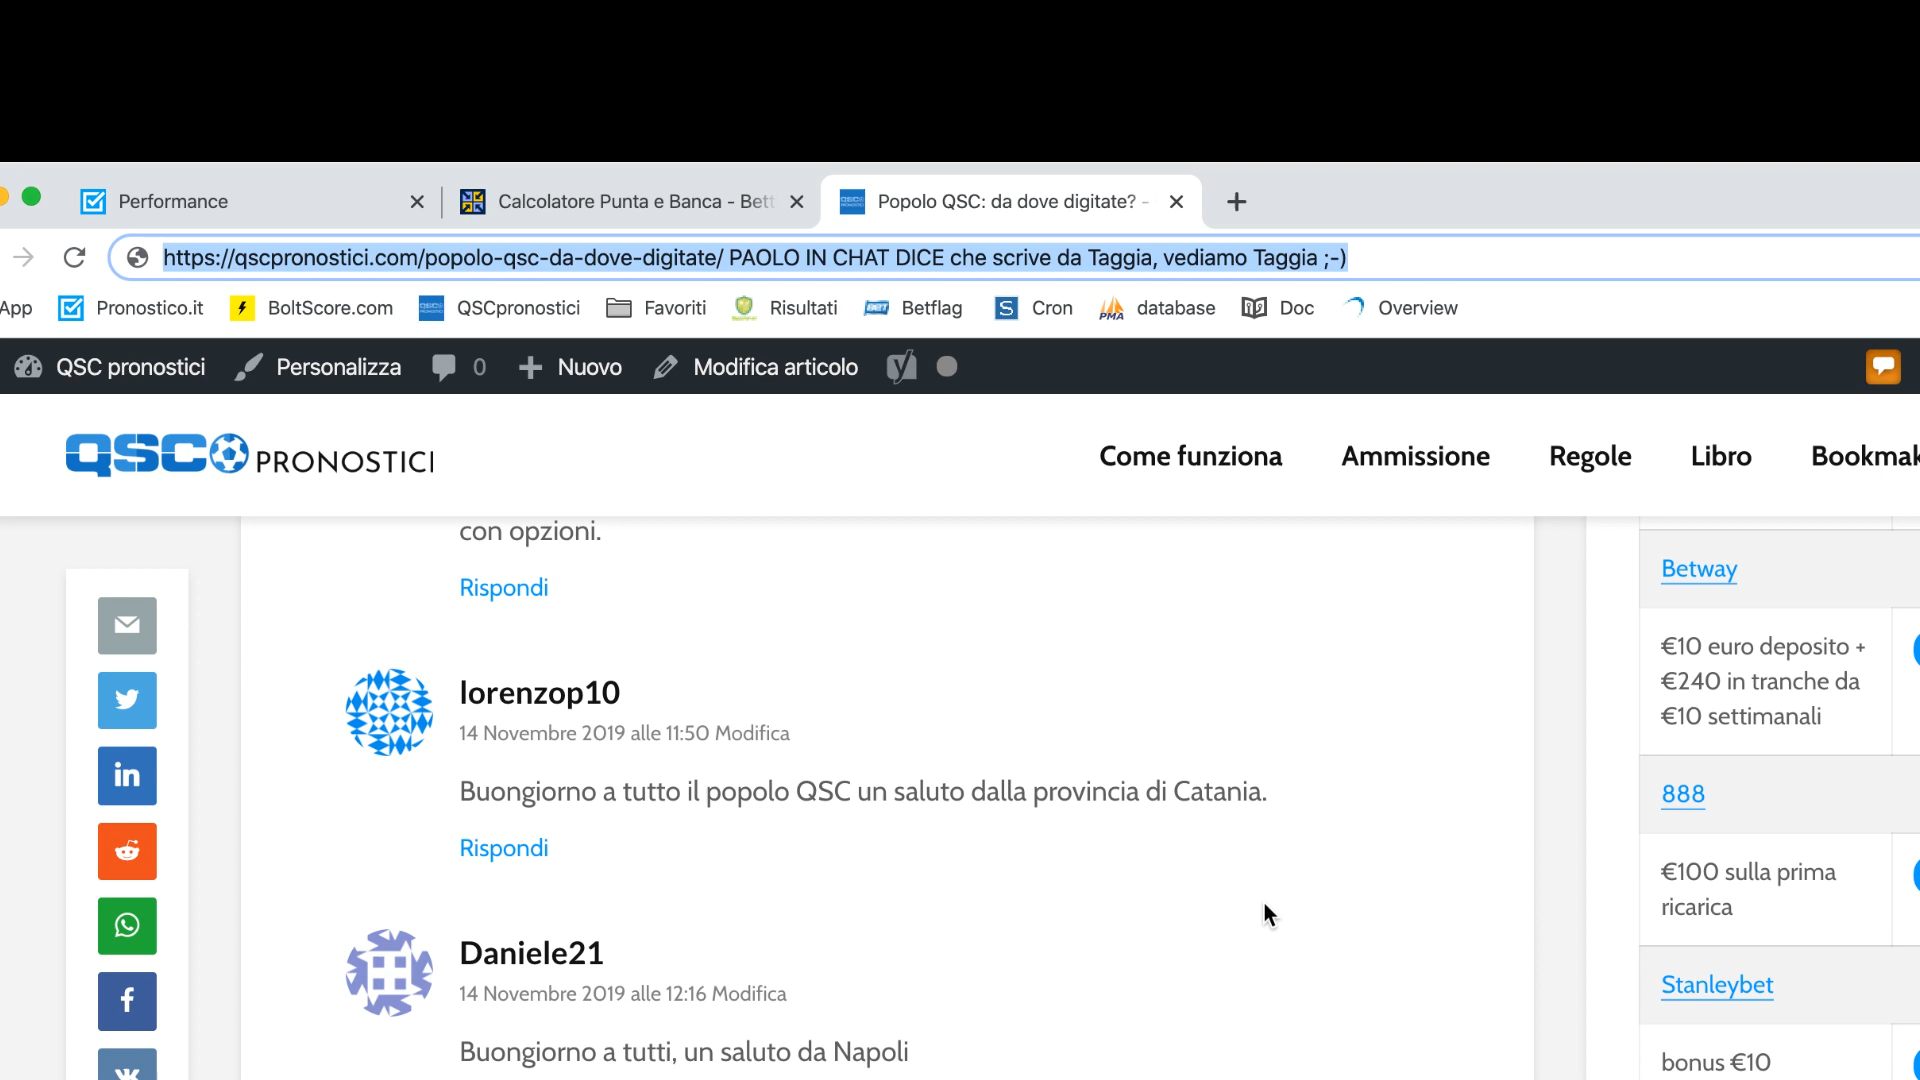 Performance
Calcolatore Punta e Banca - Bett
Popolo QSC: da dove digitate? -
https://qscpronostici.com/popolo-qsc-da-dove-digitate/ PAOLO IN CHAT DICE che scrive da Taggia, vediamo Taggia ;-)
App Pronostico.it BoltScore.com QSCpronostici Favoriti Risultati Betflag Cron database Doc Overview
QSC pronostici Personalizza 0 Nuovo Modifica articolo
QSC PRONOSTICI
Come funziona Ammissione Regole Libro Bookmak
con opzioni.
Rispondi
lorenzop10
14 Novembre 2019 alle 11:50 Modifica
Buongiorno a tutto il popolo QSC un saluto dalla provincia di Catania.
Rispondi
Daniele21
14 Novembre 2019 alle 12:16 Modifica
Buongiorno a tutti, un saluto da Napoli
Betway
€10 euro deposito +
€240 in tranche da
€10 settimanali
888
€100 sulla prima
ricarica
Stanleybet
bonus €10